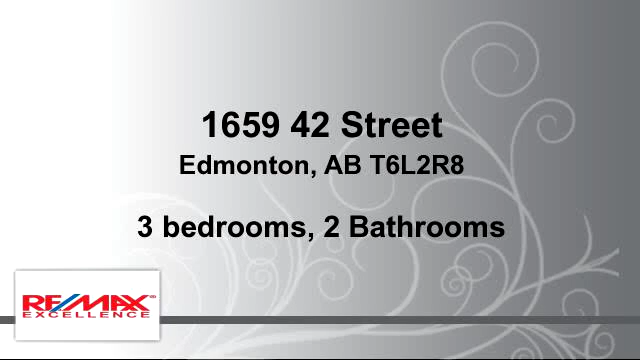 1659 42 Street
Edmonton, AB T6L2R8
3 bedrooms, 2 Bathrooms
RE/MAX
EXCELLENCE